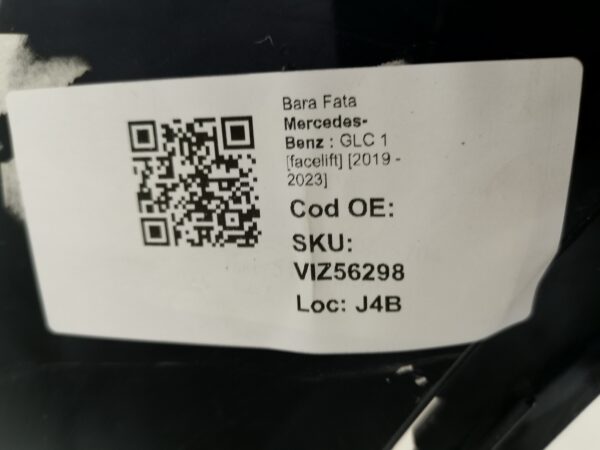 Bara Fata
Mercedes-
Benz : GLC 1
[facelift] [2019 -
2023]
Cod OE:
SKU:
VIZ56298
Loc: J4B